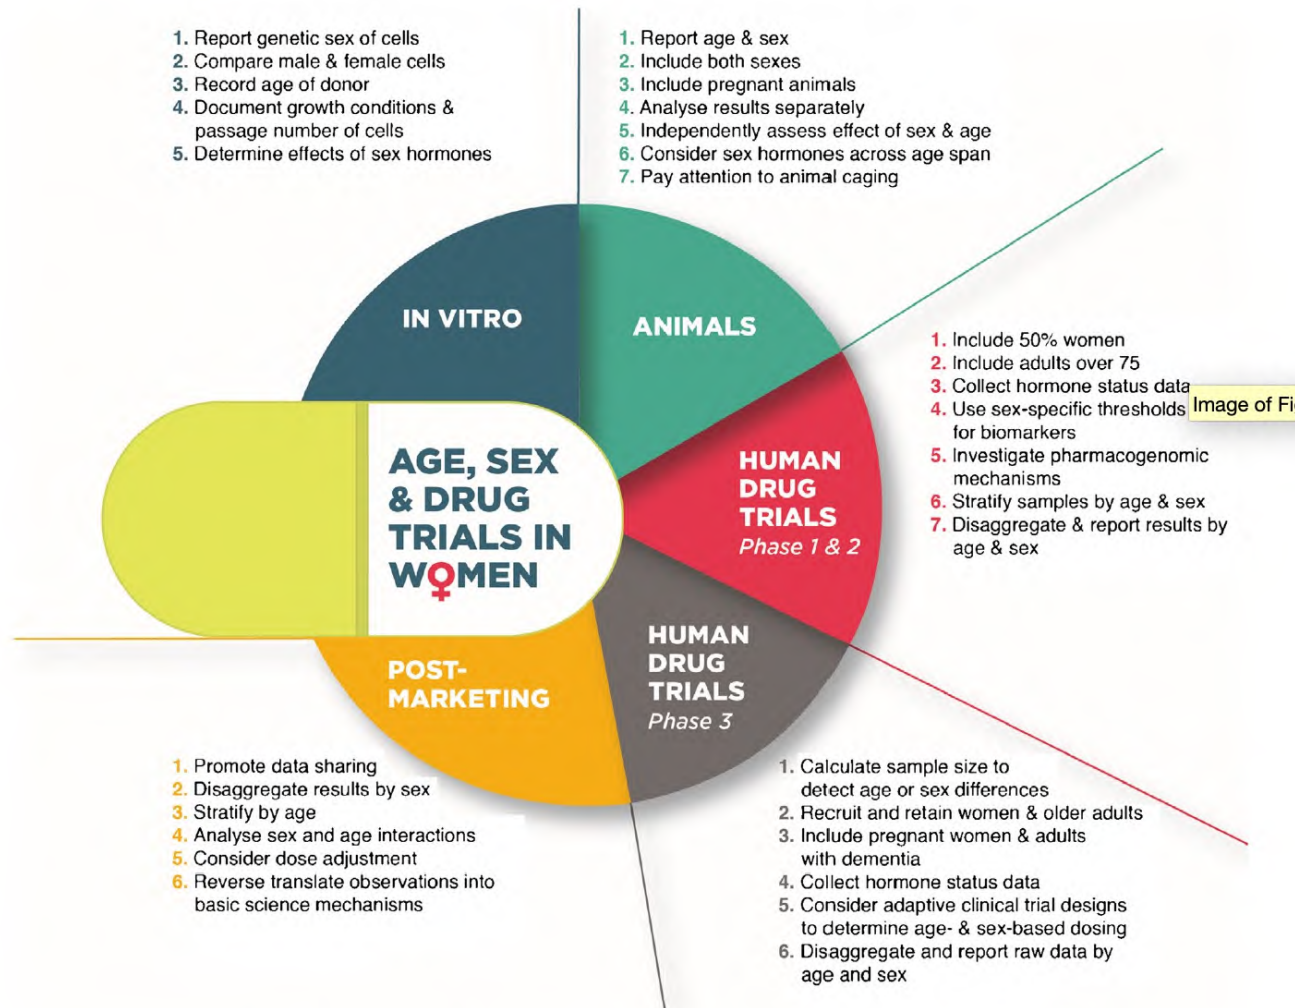 1. Report genetic sex of cells
2. Compare male & female cells
3. Record age of donor
4. Document growth conditions &
passage number of cells
5. Determine effects of sex hormones
1. Report age & sex
2. Include both sexes
3. Include pregnant animals
4. Analyse results separately
5. Independently assess effect of sex & age
6. Consider sex hormones across age span
7. Pay attention to animal caging
IN VITRO
ANIMALS
AGE, SEX
& DRUG
TRIALS IN
WOMEN
HUMAN
DRUG
TRIALS
Phase 1 & 2
1. Include 50% women
2. Include adults over 75
3. Collect hormone status data
4. Use sex-specific thresholds
for biomarkers
5. Investigate pharmacogenomic
mechanisms
6. Stratify samples by age & sex
7. Disaggregate & report results by
age & sex
Image of Fi
POST-
MARKETING
HUMAN
DRUG
TRIALS
Phase 3
1. Promote data sharing
2. Disaggregate results by sex
3. Stratify by age
4. Analyse sex and age interactions
5. Consider dose adjustment
6. Reverse translate observations into
basic science mechanisms
1. Calculate sample size to
detect age or sex differences
2. Recruit and retain women & older adults
3. Include pregnant women & adults
with dementia
4. Collect hormone status data
5. Consider adaptive clinical trial designs
to determine age- & sex-based dosing
6. Disaggregate and report raw data by
age and sex